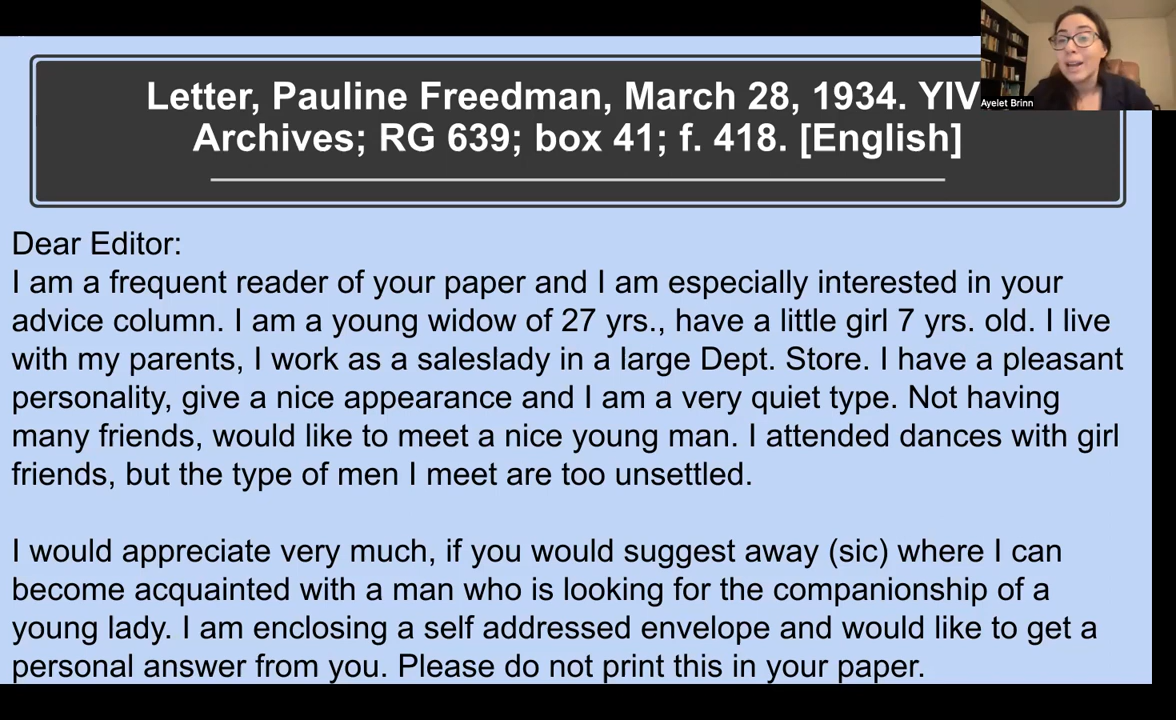 Letter, Pauline Freedman, March 28, 1934. YIV
Archives; RG 639; box 41; f. 418. [English]
Ayelet Brinn
Dear Editor:
I am a frequent reader of your paper and I am especially interested in your
advice column. I am a young widow of 27 yrs., have a little girl 7 yrs. old. I live
with my parents, I work as a saleslady in a large Dept. Store. I have a pleasant
personality, give a nice appearance and I am a very quiet type. Not having
many friends, would like to meet a nice young man. I attended dances with girl
friends, but the type of men I meet are too unsettled.
I would appreciate very much, if you would suggest away (sic) where I can
become acquainted with a man who is looking for the companionship of a
young lady. I am enclosing a self addressed envelope and would like to get a
personal answer from you. Please do not print this in your paper.